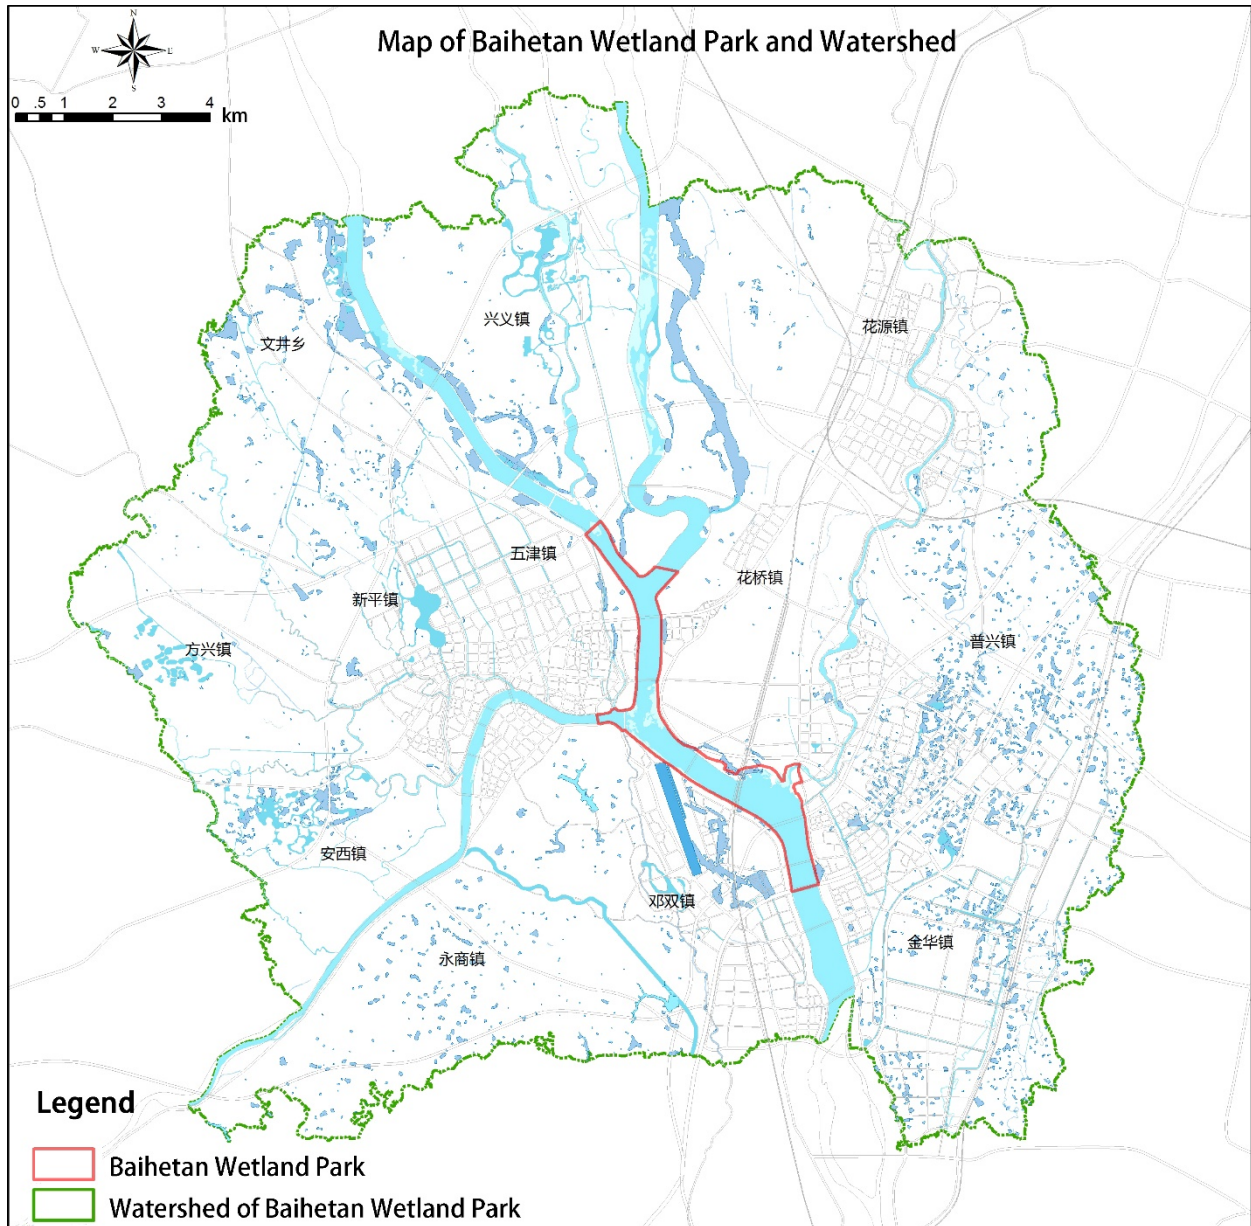 N
Map of Baihetan Wetland Park and Watershed
W
E
S
0 .5 1 2 3 4
km
兴义镇
花源镇
文井乡
五津镇
花桥镇
新平镇
方兴镇
普兴镇
安西镇
邓双镇
金华镇
永商镇
Legend
Baihetan Wetland Park
Watershed of Baihetan Wetland Park